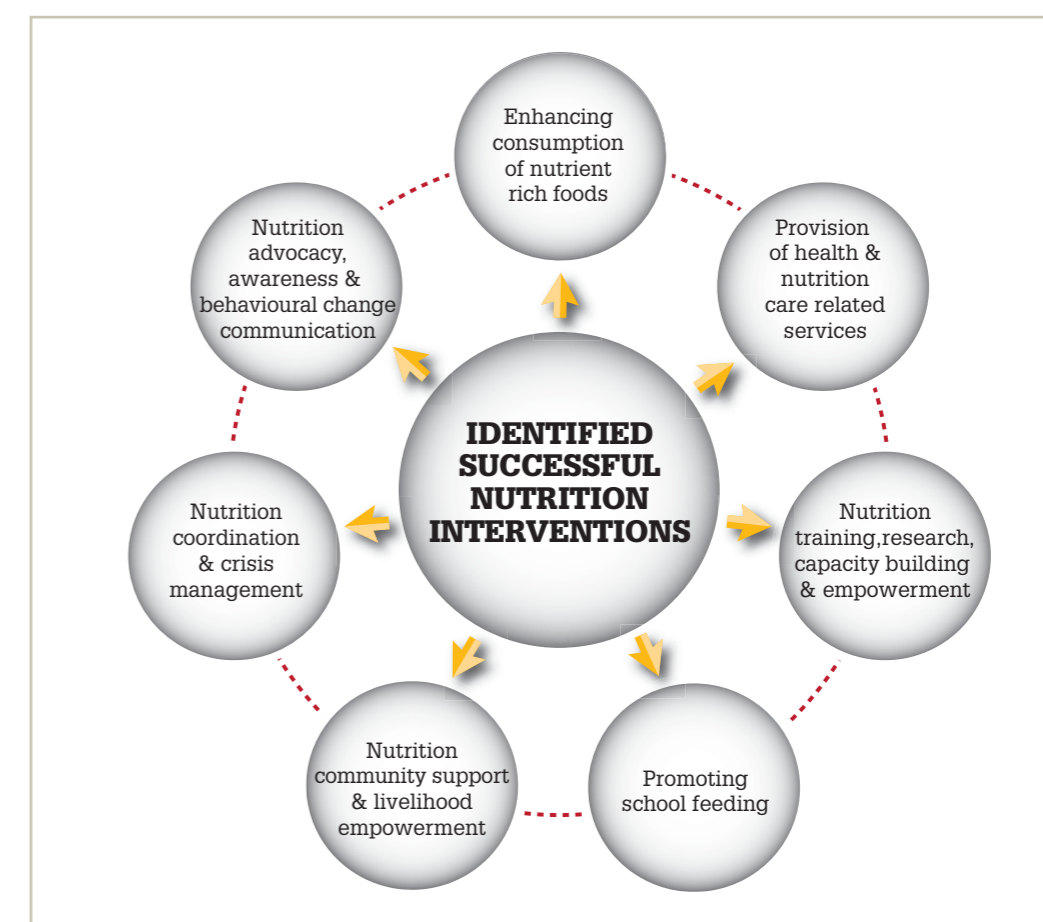 Enhancing
consumption
of nutrient
rich foods
Nutrition
advocacy,
awareness &
behavioural change
communication
Provision
of health &
nutrition
care related
services
IDENTIFIED
SUCCESSFUL
NUTRITION
INTERVENTIONS
Nutrition
coordination
& crisis
management
Nutrition
training,research,
capacity building
& empowerment
Nutrition
community support
& livelihood
empowerment
Promoting
school feeding